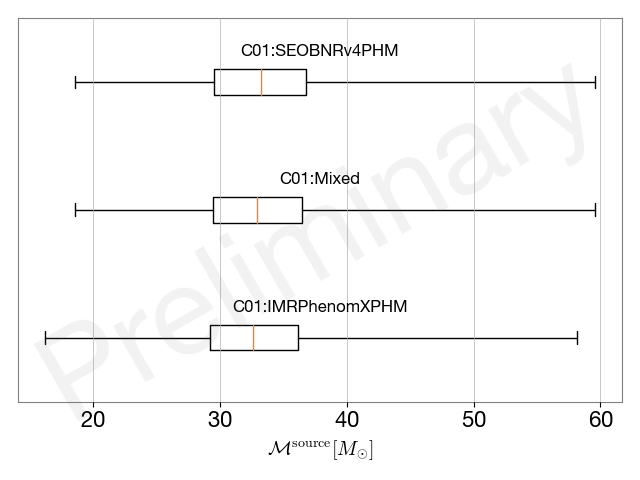 C01:SEOBNRv4PHM
C01:Mixed
C01:IMRPhenomXPHM
Preliminary
20 30 40 50 60
ℳ^source [M_⊙]